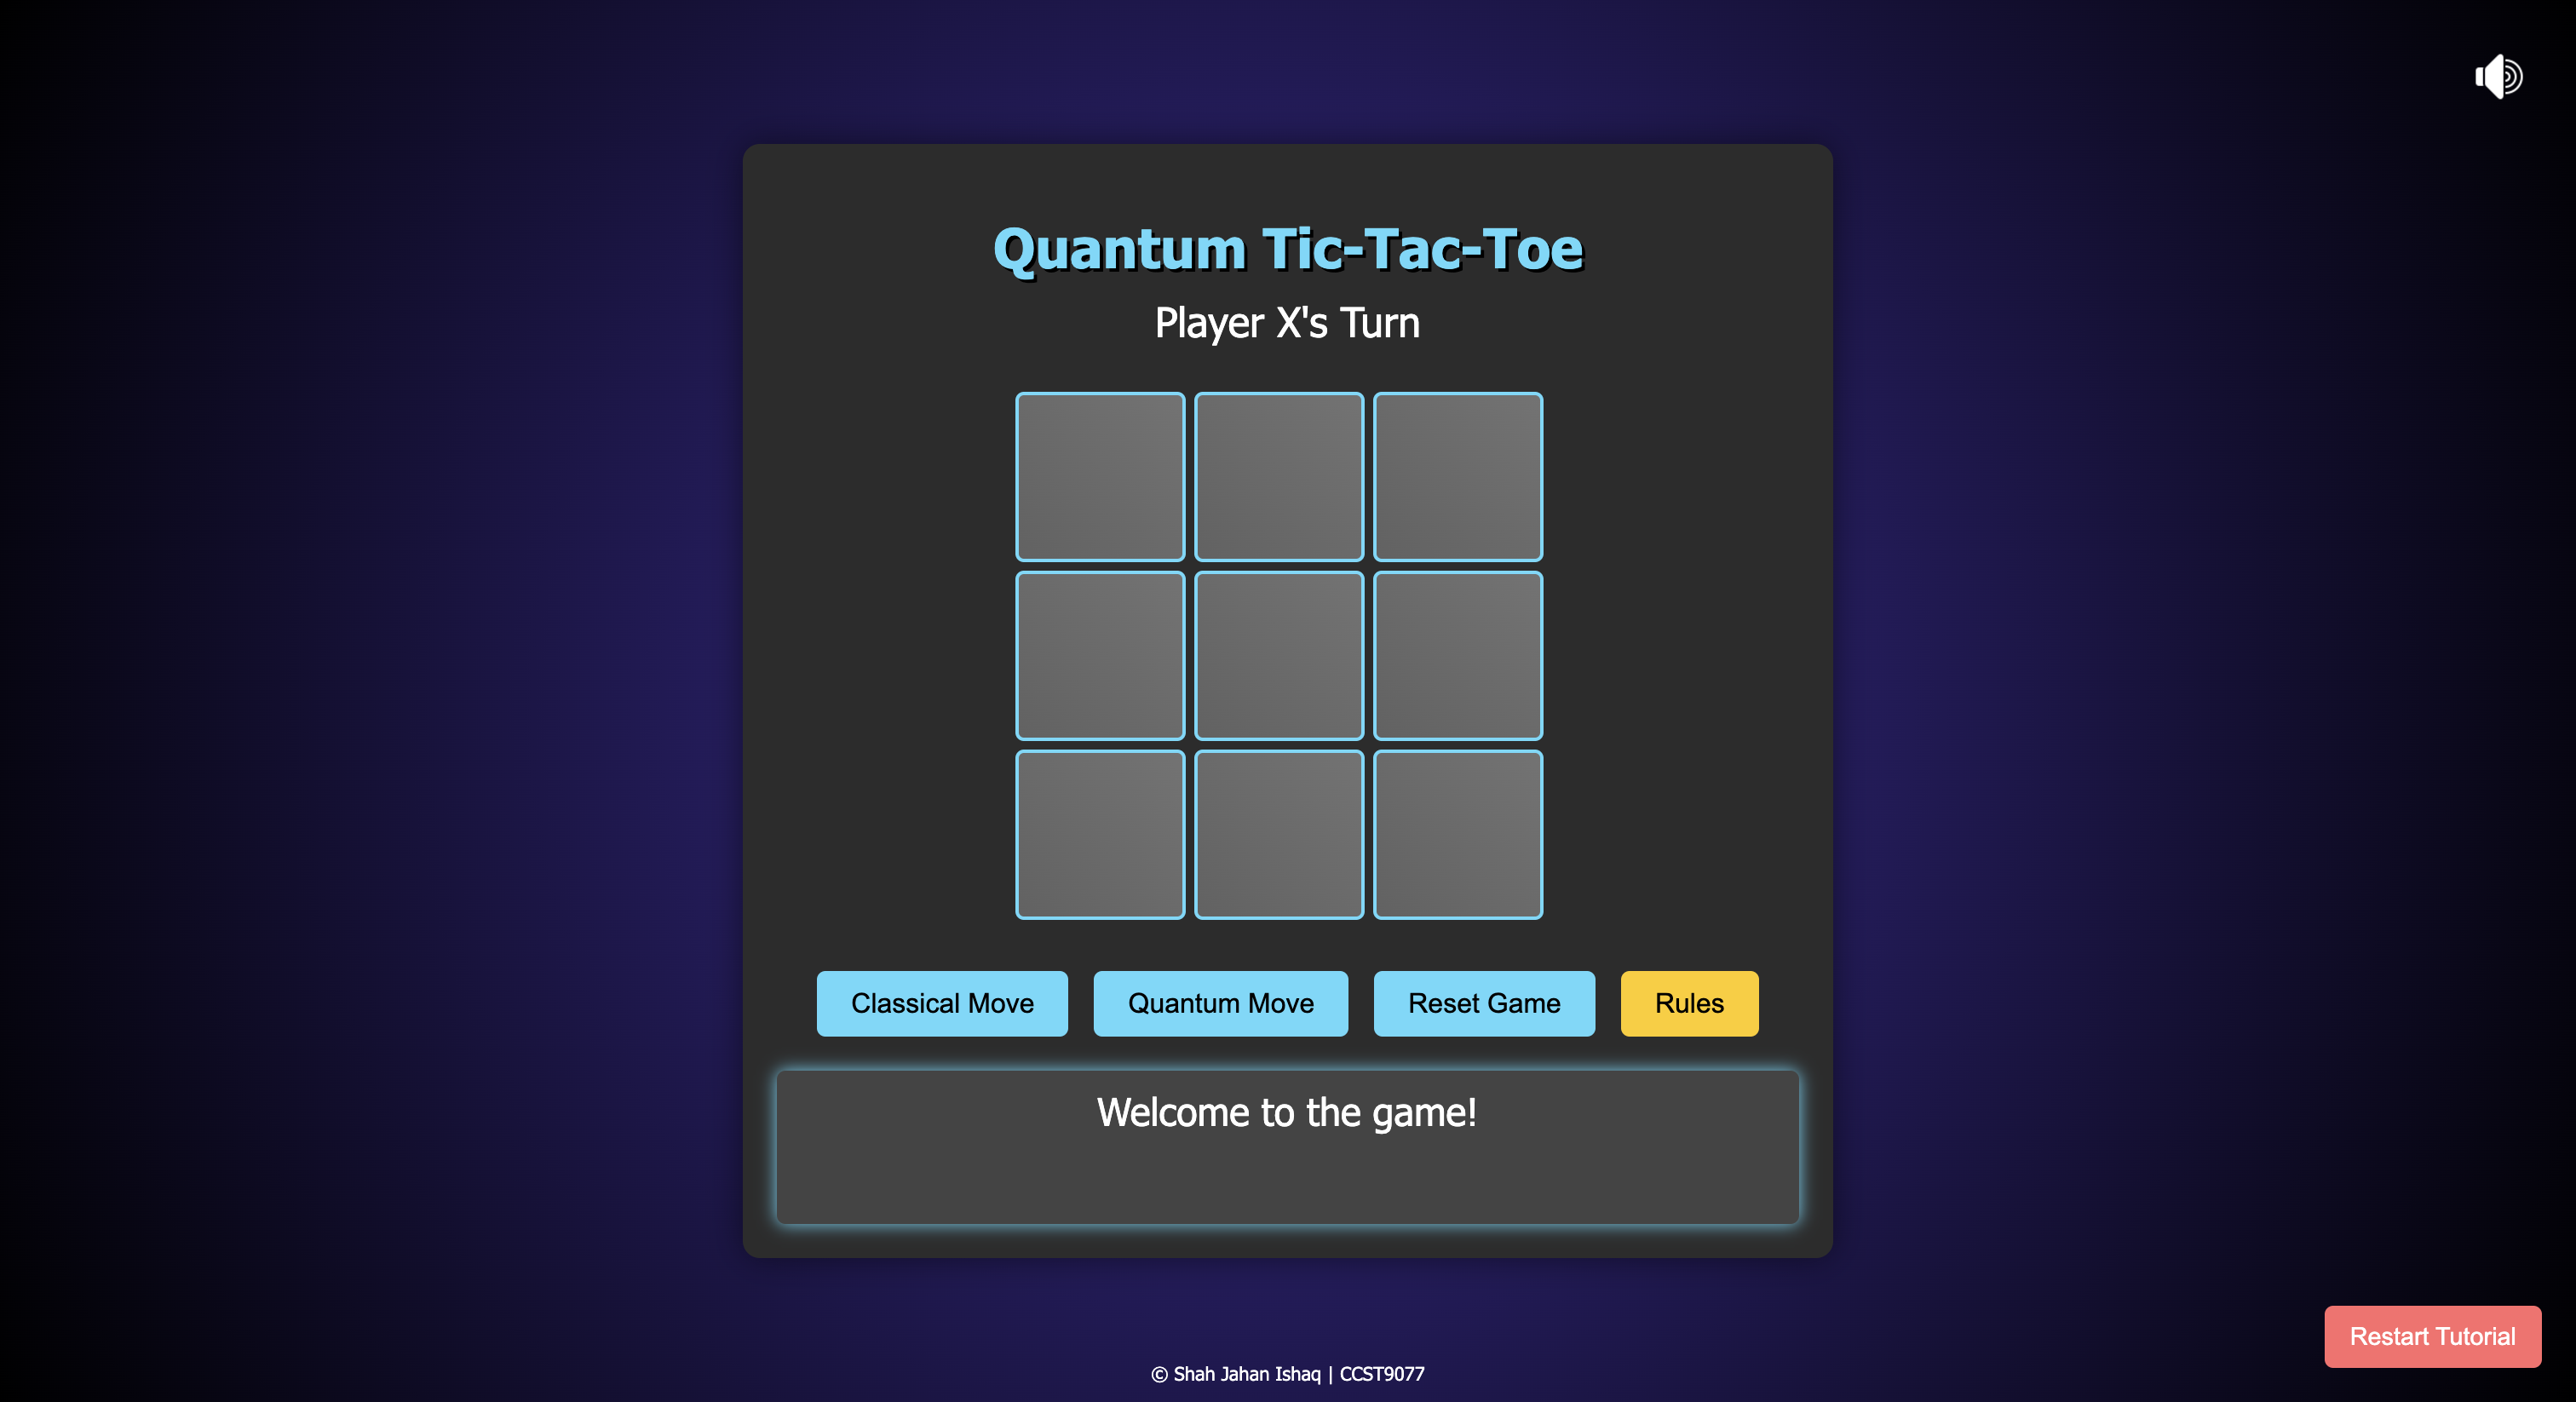 Quantum Tic-Tac-Toe
Player X's Turn
Classical Move
Quantum Move
Reset Game
Rules
Welcome to the game!
Restart Tutorial
© Shah Jahan Ishaq | CCST9077